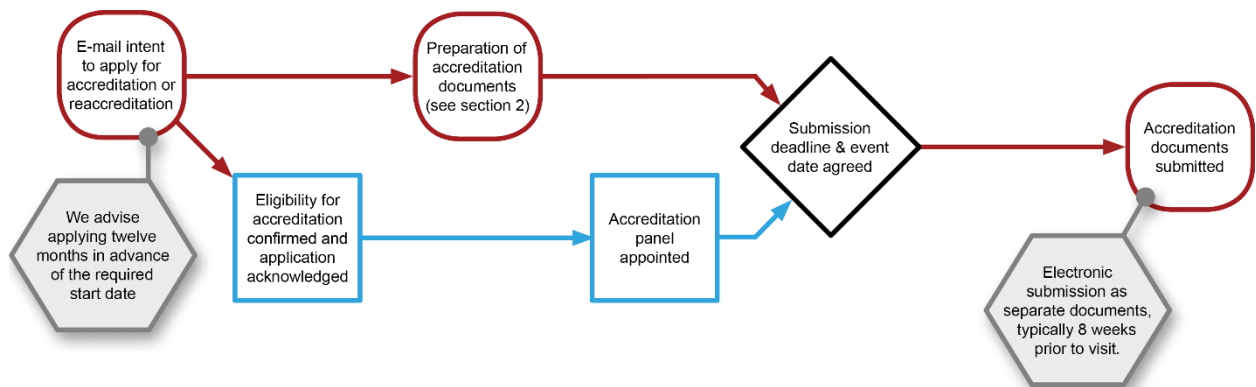 E-mail intent
to apply for
accreditation or
reaccreditation
Preparation of
accreditation
documents
(see section 2)
Submission
deadline & event
date agreed
Accreditation
documents
submitted
We advise
applying twelve
months in advance
of the required
start date
Eligibility for
accreditation
confirmed and
application
acknowledged
Accreditation
panel
appointed
Electronic
submission as
separate documents,
typically 8 weeks
prior to visit.